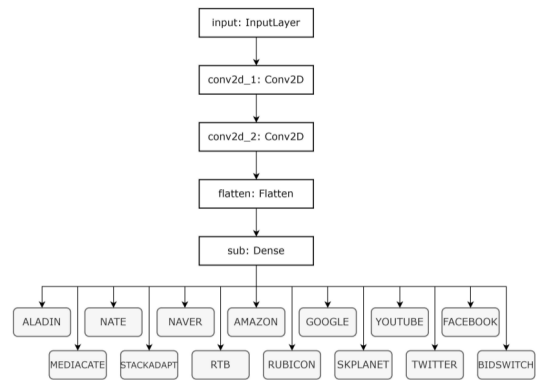 input: InputLayer
conv2d_1: Conv2D
conv2d_2: Conv2D
flatten: Flatten
sub: Dense
ALADIN NATE NAVER AMAZON GOOGLE YOUTUBE FACEBOOK
MEDIACATE STACKADAPT RTB RUBICON SKPLANET TWITTER BIDSWITCH